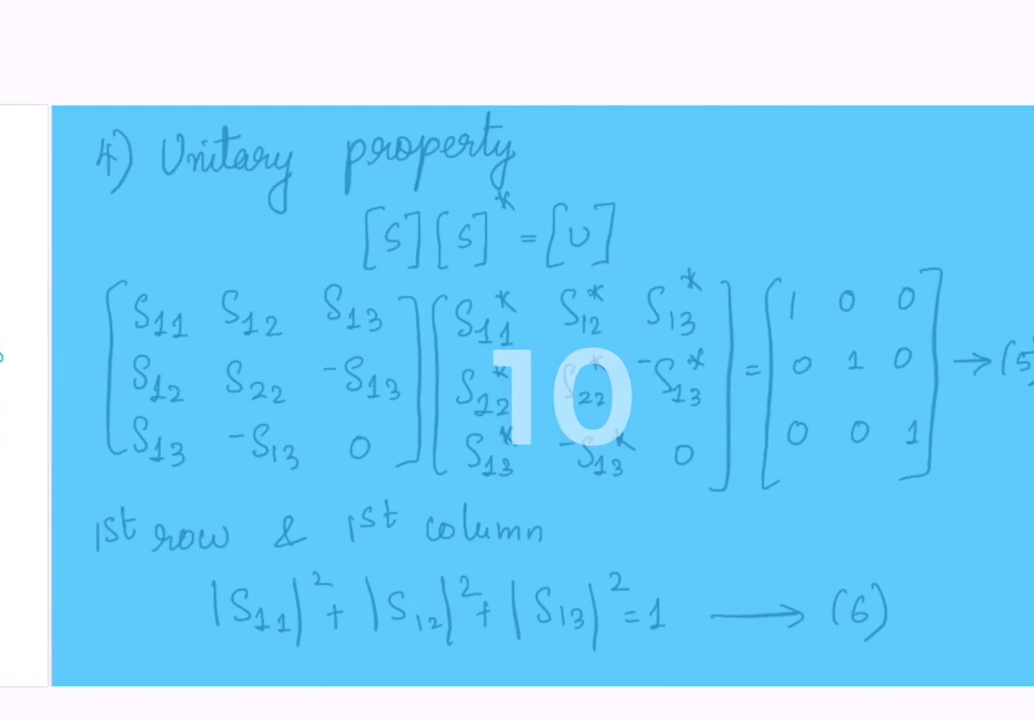 4) Unitary property
[S][S]* = [U]
[S11 S12 S13] [S11* S12* S13*] = [1 0 0]
[S12 S22 -S13] [S22* S22* -S13*] = [0 1 0] → (5)
[S13 -S13 0] [S13* -S13* 0] = [0 0 1]
10
1st row & 1st column
|S11|² + |S12|² + |S13|² = 1 → (6)